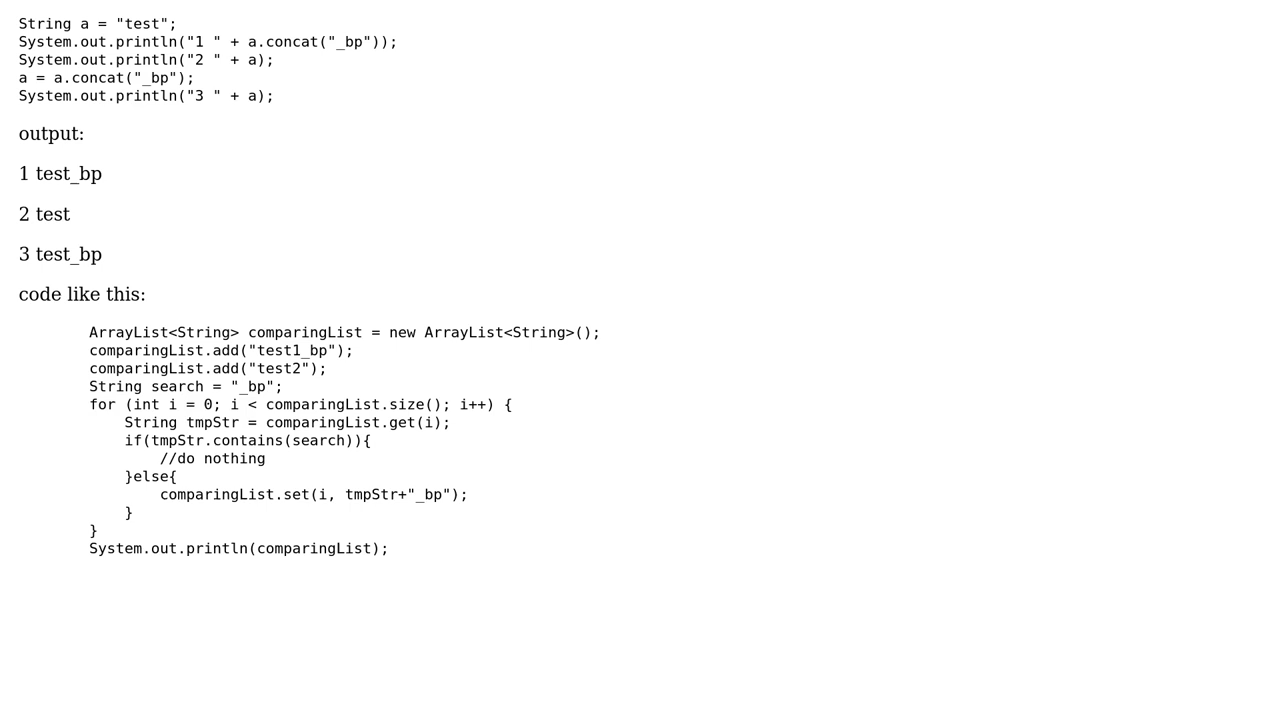 String a = "test";
System.out.println("1 " + a.concat("_bp"));
System.out.println("2 " + a);
a = a.concat("_bp");
System.out.println("3 " + a);
output:
1 test_bp
2 test
3 test_bp
code like this:
        ArrayList<String> comparingList = new ArrayList<String>();
        comparingList.add("test1_bp");
        comparingList.add("test2");
        String search = "_bp";
        for (int i = 0; i < comparingList.size(); i++) {
            String tmpStr = comparingList.get(i);
            if(tmpStr.contains(search)){
                //do nothing
            }else{
                comparingList.set(i, tmpStr+"_bp");
            }
        }
        System.out.println(comparingList);